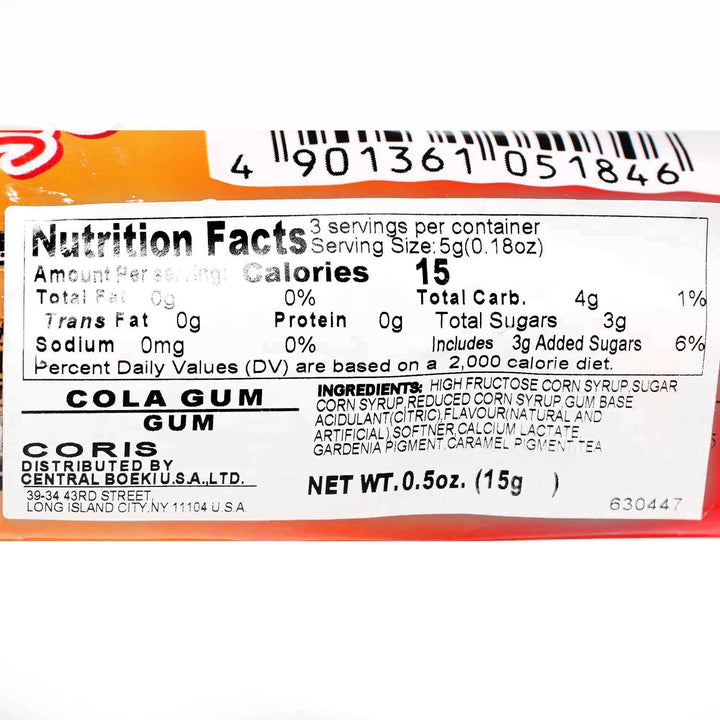 4 901361 051846
Nutrition Facts
3 servings per container
Serving Size: 5g(0.18oz)
Amount Per serving: Calories 15
Total Fat 0g 0% Total Carb. 4g 1%
Trans Fat 0g Protein 0g Total Sugars 3g
Sodium 0mg 0% Includes 3g Added Sugars 6%
Percent Daily Values (DV) are based on a 2,000 calorie diet.
COLA GUM
GUM
CORIS
DISTRIBUTED BY
CENTRAL BOEKI U.S.A.,LTD.
39-34 43RD STREET,
LONG ISLAND CITY,NY 11104 U.S.A.
INGREDIENTS: HIGH FRUCTOSE CORN SYRUP,SUGAR
CORN SYRUP,REDUCED CORN SYRUP,GUM BASE,
ACIDULANT(CITRIC),FLAVOUR(NATURAL AND
ARTIFICIAL),SOFTNER,CALCIUM LACTATE,
GARDENIA PIGMENT,CARAMEL PIGMENT,TEA
NET WT.0.5oz. (15g )
630447